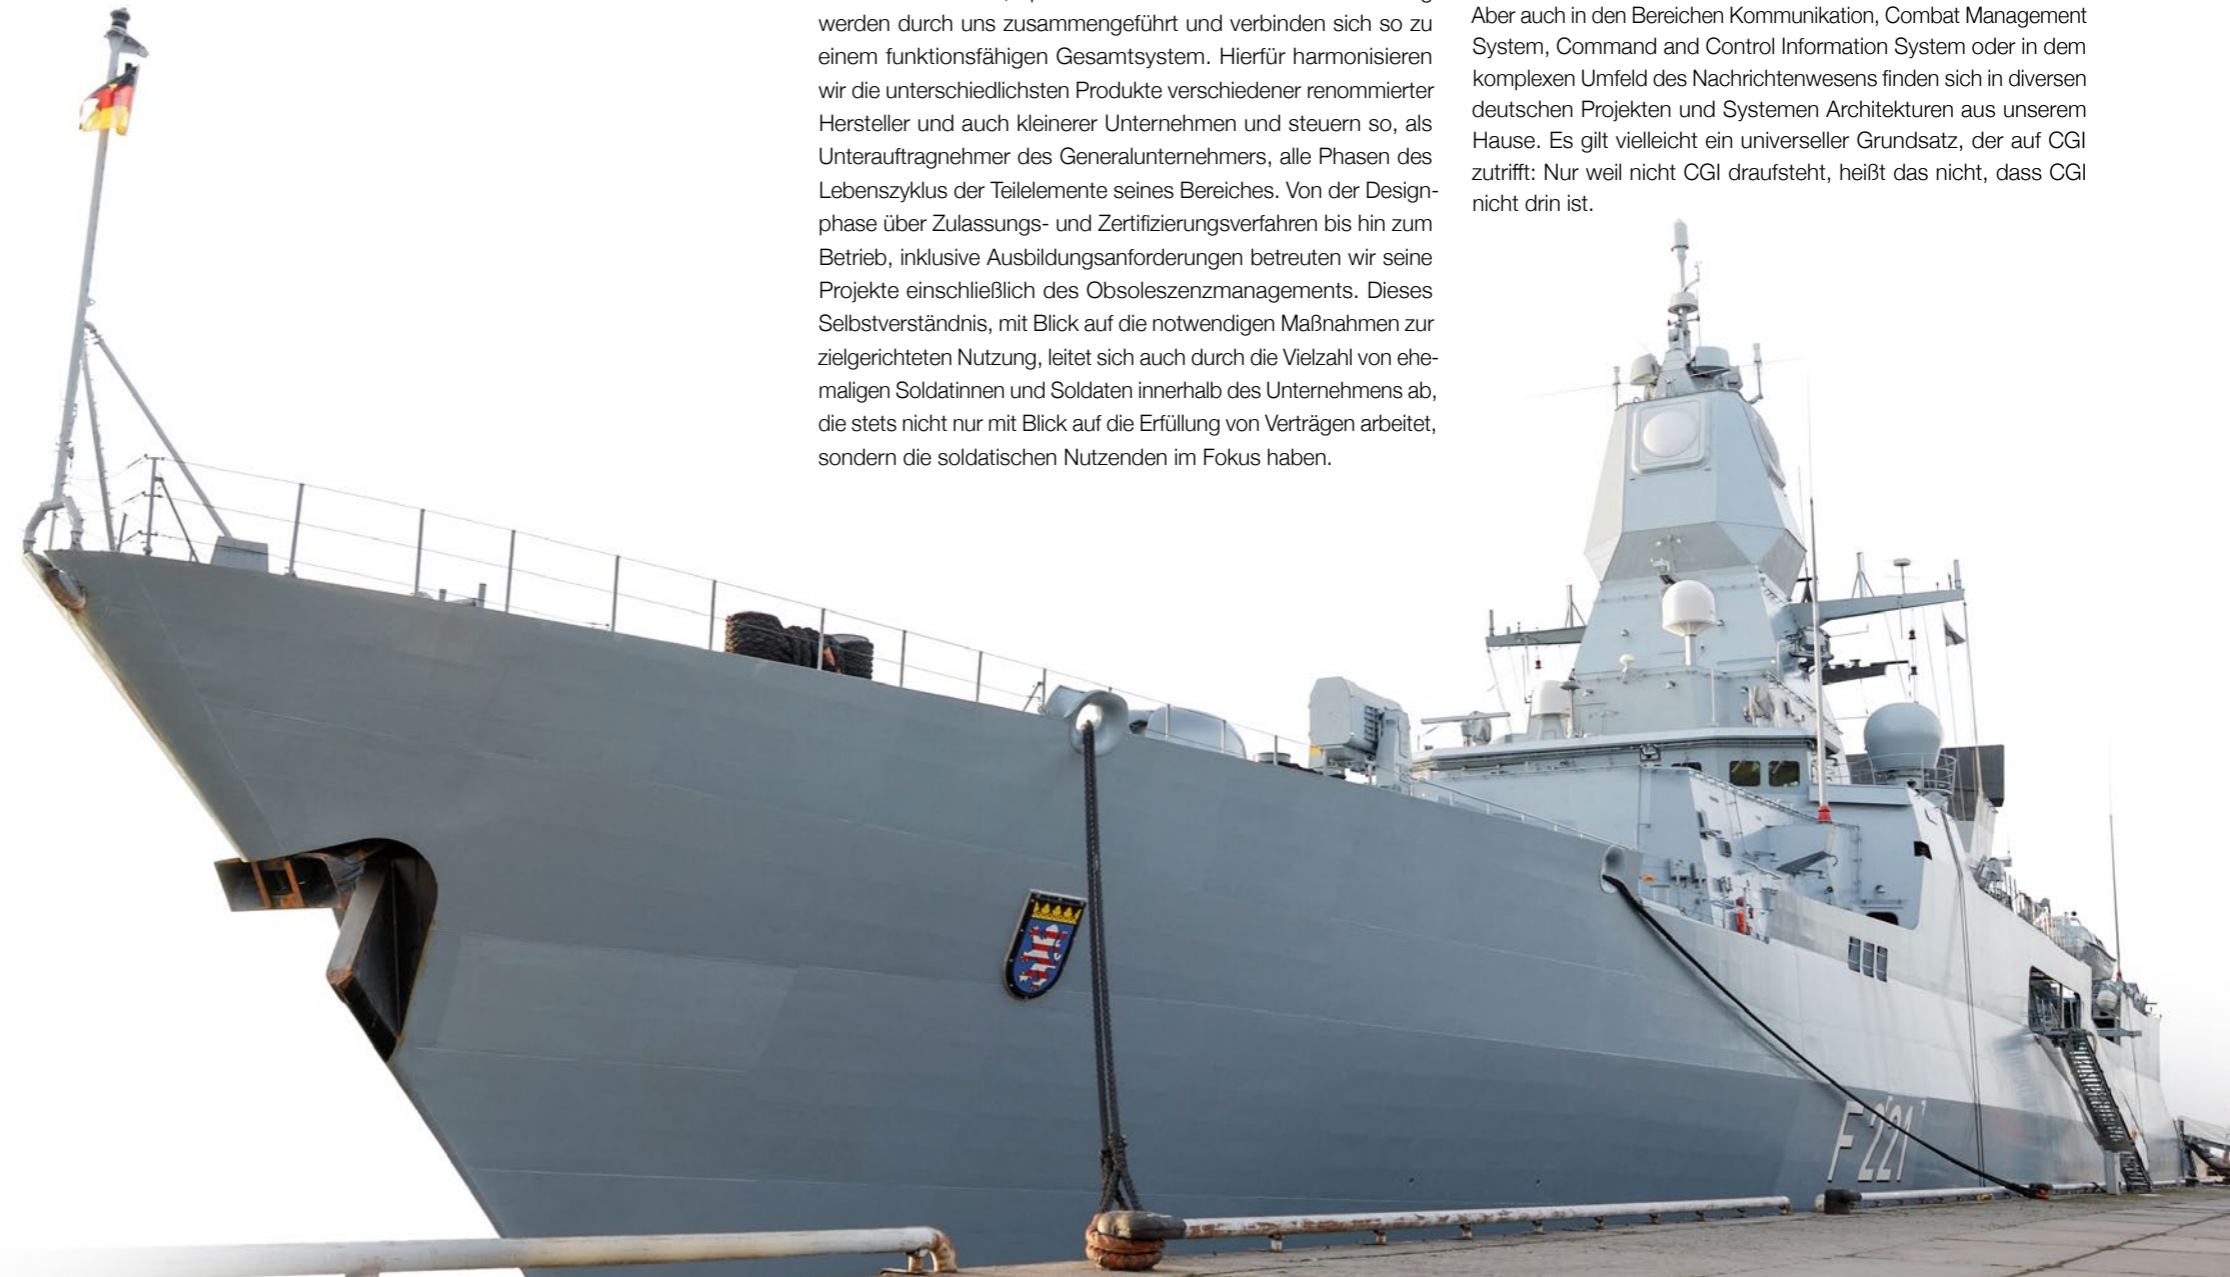 werden durch uns zusammengeführt und verbinden sich so zu
einem funktionsfähigen Gesamtsystem. Hierfür harmonisieren
wir die unterschiedlichsten Produkte verschiedener renommierter
Hersteller und auch kleinerer Unternehmen und steuern so, als
Unterauftragnehmer des Generalunternehmers, alle Phasen des
Lebenszyklus der Teilelemente seines Bereiches. Von der Design-
phase über Zulassungs- und Zertifizierungsverfahren bis hin zum
Betrieb, inklusive Ausbildungsanforderungen betreuten wir seine
Projekte einschließlich des Obsoleszenzmanagements. Dieses
Selbstverständnis, mit Blick auf die notwendigen Maßnahmen zur
zielgerichteten Nutzung, leitet sich auch durch die Vielzahl von ehe-
maligen Soldatinnen und Soldaten innerhalb des Unternehmens ab,
die stets nicht nur mit Blick auf die Erfüllung von Verträgen arbeitet,
sondern die soldatischen Nutzenden im Fokus haben.
Aber auch in den Bereichen Kommunikation, Combat Management
System, Command and Control Information System oder in dem
komplexen Umfeld des Nachrichtenwesens finden sich in diversen
deutschen Projekten und Systemen Architekturen aus unserem
Hause. Es gilt vielleicht ein universeller Grundsatz, der auf CGI
zutrifft: Nur weil nicht CGI draufsteht, heißt das nicht, dass CGI
nicht drin ist.
F 221